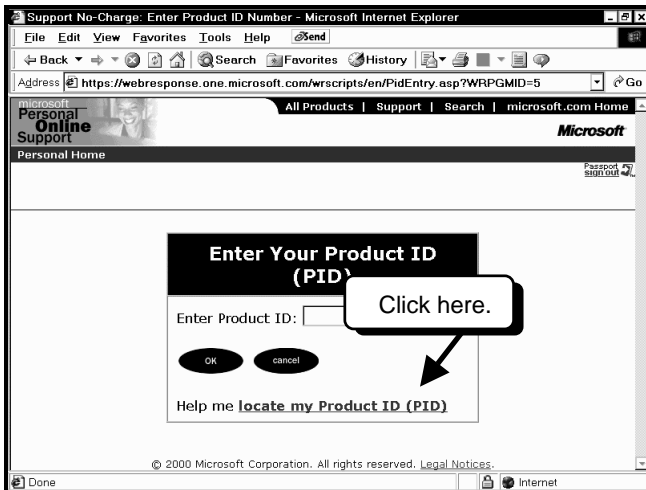 Support No-Charge: Enter Product ID Number - Microsoft Internet Explorer
File Edit View Favorites Tools Help Send
Back Search Favorites History
Address https://webresponse.one.microsoft.com/wrscripts/en/PidEntry.asp?WRPGMID=5 Go
All Products | Support | Search | microsoft.com Home
microsoft
Personal
Online
Support
Microsoft
Personal Home
Passport
sign out
Enter Your Product ID
(PID)
Click here.
Enter Product ID:
OK cancel
Help me locate my Product ID (PID)
© 2000 Microsoft Corporation. All rights reserved. Legal Notices.
Done Internet